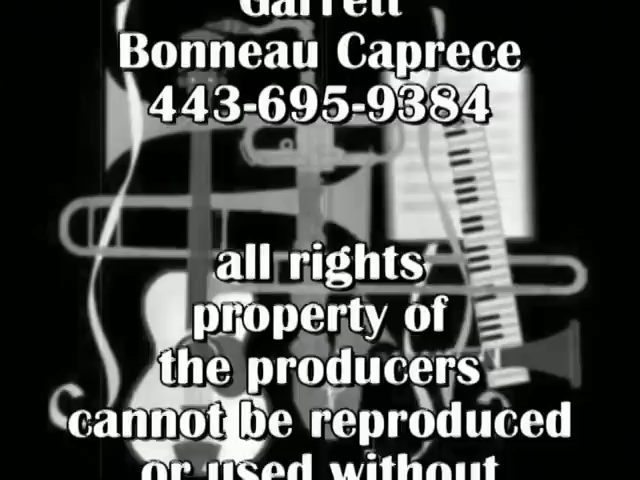 Garrett
Bonneau Caprece
443-695-9384
all rights
property of
the producers
cannot be reproduced
or used without